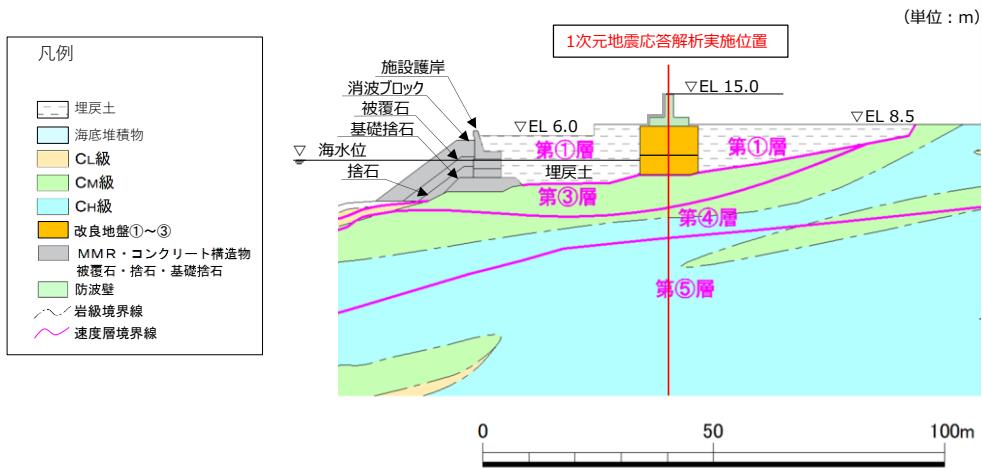 (単位：m)
凡例
埋戻土
海底堆積物
CL級
CM級
CH級
改良地盤①～③
MMR・コンクリート構造物
被覆石・捨石・基礎捨石
防波壁
岩級境界線
速度層境界線
1次元地震応答解析実施位置
施設護岸
消波ブロック
被覆石
基礎捨石
▽ 海水位
捨石
▽EL 15.0
▽EL 6.0
▽EL 8.5
第①層
第①層
埋戻土
第③層
第④層
第⑤層
0 50 100m